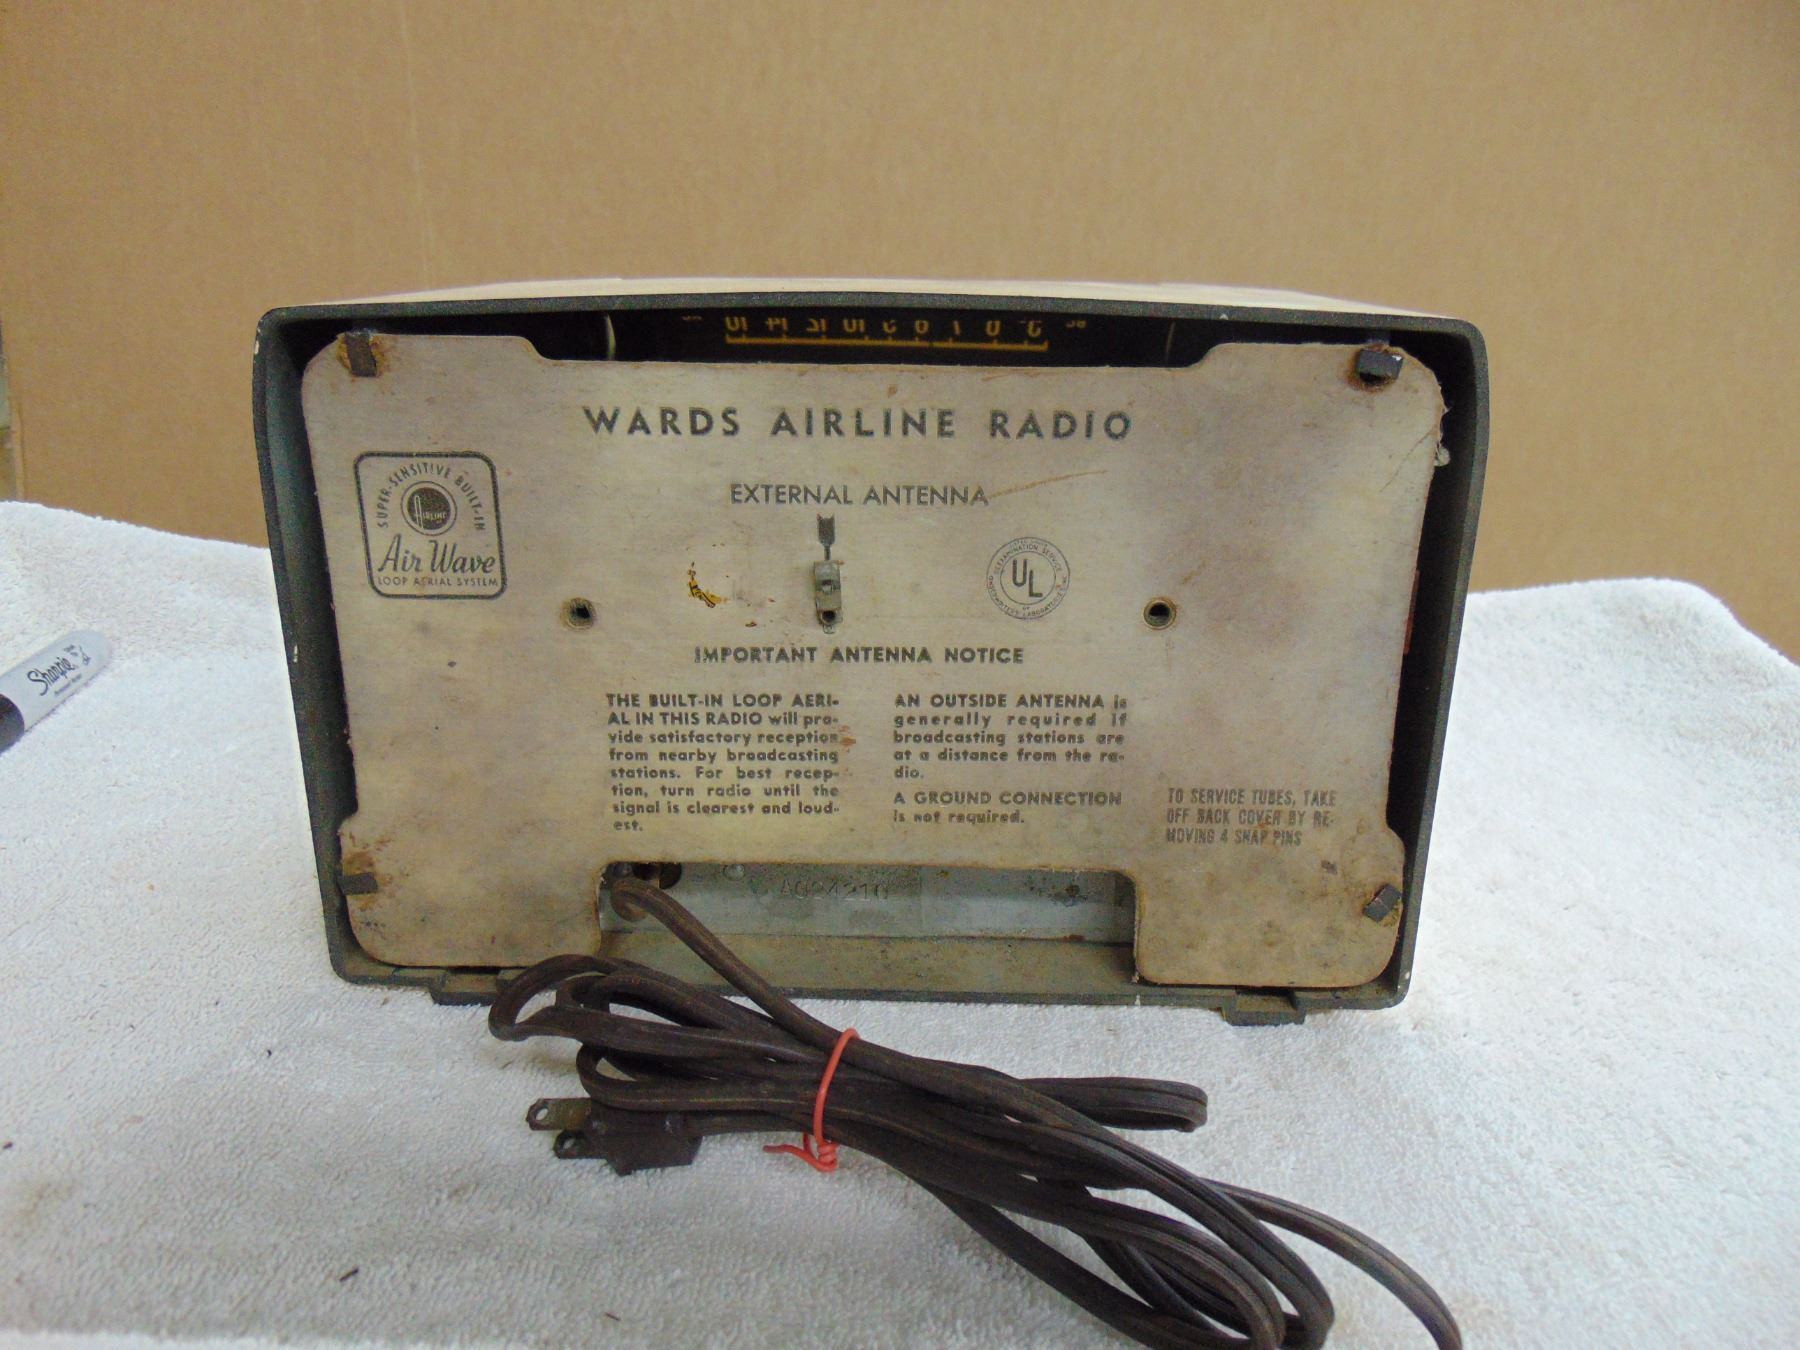 WARDS AIRLINE RADIO
EXTERNAL ANTENNA
SUPER-SENSITIVE BUILT-IN
AIRLINE
Air Wave
LOOP AERIAL SYSTEM
UL
IMPORTANT ANTENNA NOTICE
THE BUILT-IN LOOP AERI-
AL IN THIS RADIO will pro-
vide satisfactory reception
from nearby broadcasting
stations. For best recep-
tion, turn radio until the
signal is clearest and loud-
est.
AN OUTSIDE ANTENNA is
generally required if
broadcasting stations are
at a distance from the ra-
dio.
A GROUND CONNECTION
is not required.
TO SERVICE TUBES, TAKE
OFF BACK COVER BY RE-
MOVING 4 SNAP PINS
A024210
Sharpie